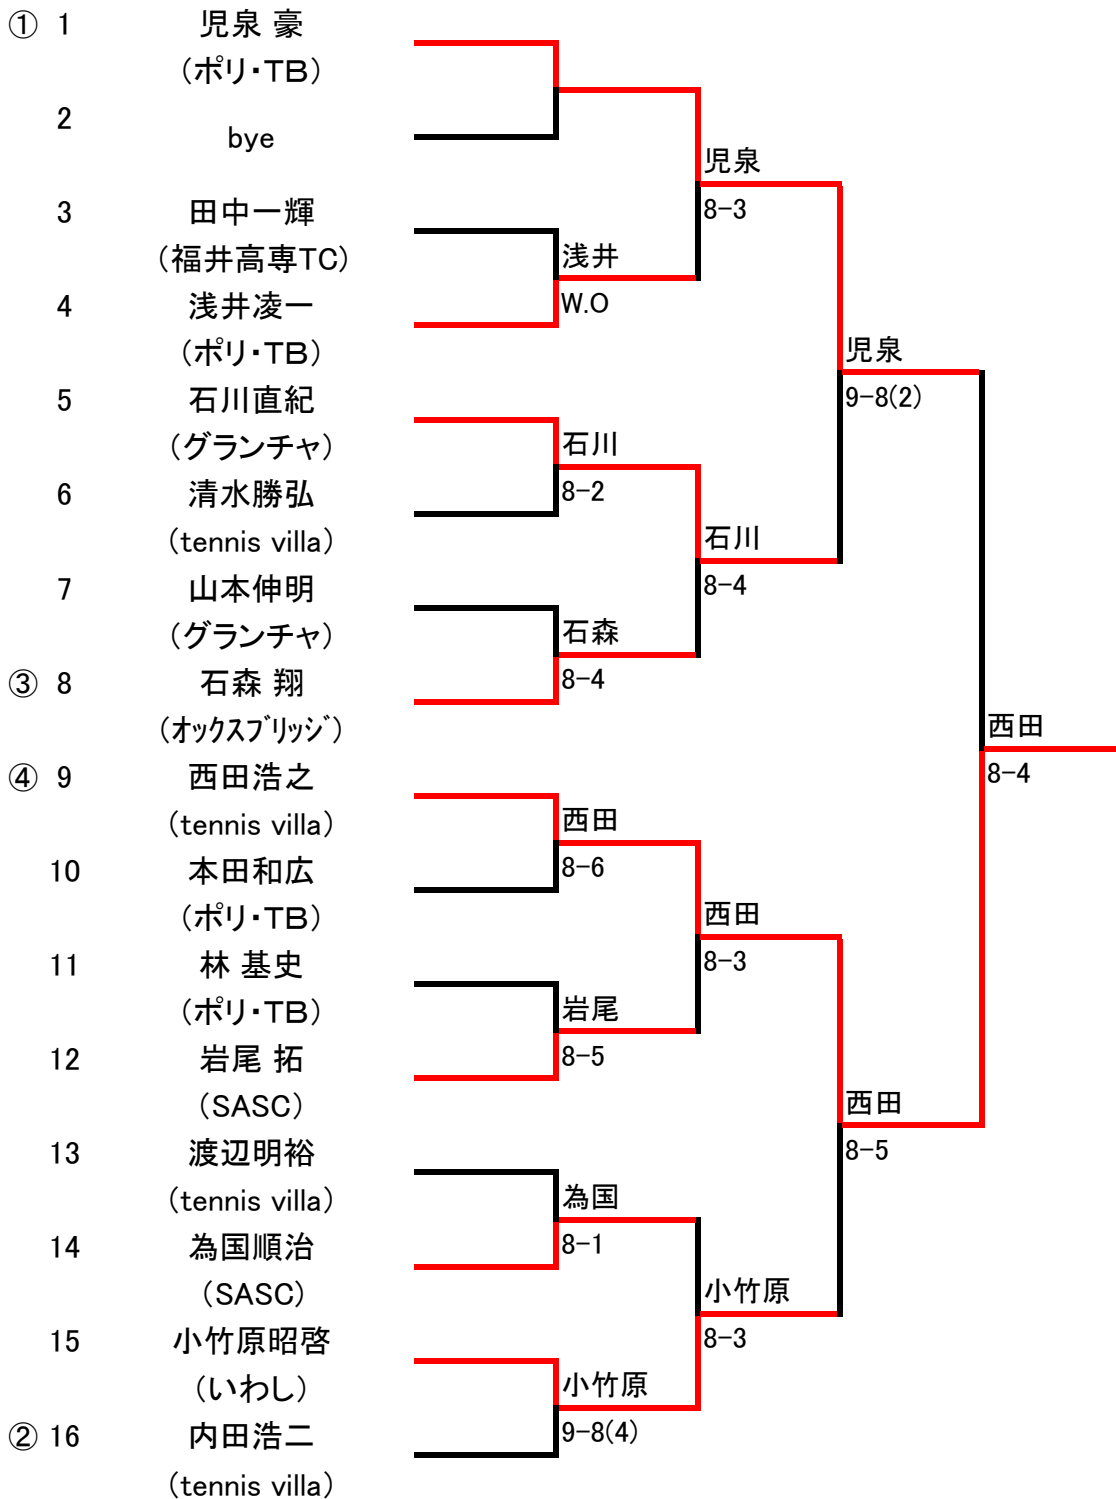 ① 1 児泉 豪
(ポリ・TB)
2 bye
3 田中一輝
(福井高専TC)
4 浅井凌一
(ポリ・TB)
5 石川直紀
(グランチャ)
6 清水勝弘
(tennis villa)
7 山本伸明
(グランチャ)
③ 8 石森 翔
(オックスブリッジ)
④ 9 西田浩之
(tennis villa)
10 本田和広
(ポリ・TB)
11 林 基史
(ポリ・TB)
12 岩尾 拓
(SASC)
13 渡辺明裕
(tennis villa)
14 為国順治
(SASC)
15 小竹原昭啓
(いわし)
② 16 内田浩二
(tennis villa)
浅井
W.O
石川
8-2
石森
8-4
西田
8-6
岩尾
8-5
為国
8-1
小竹原
9-8(4)
児泉
8-3
石川
8-4
西田
8-3
小竹原
8-3
児泉
9-8(2)
西田
8-5
西田
8-4